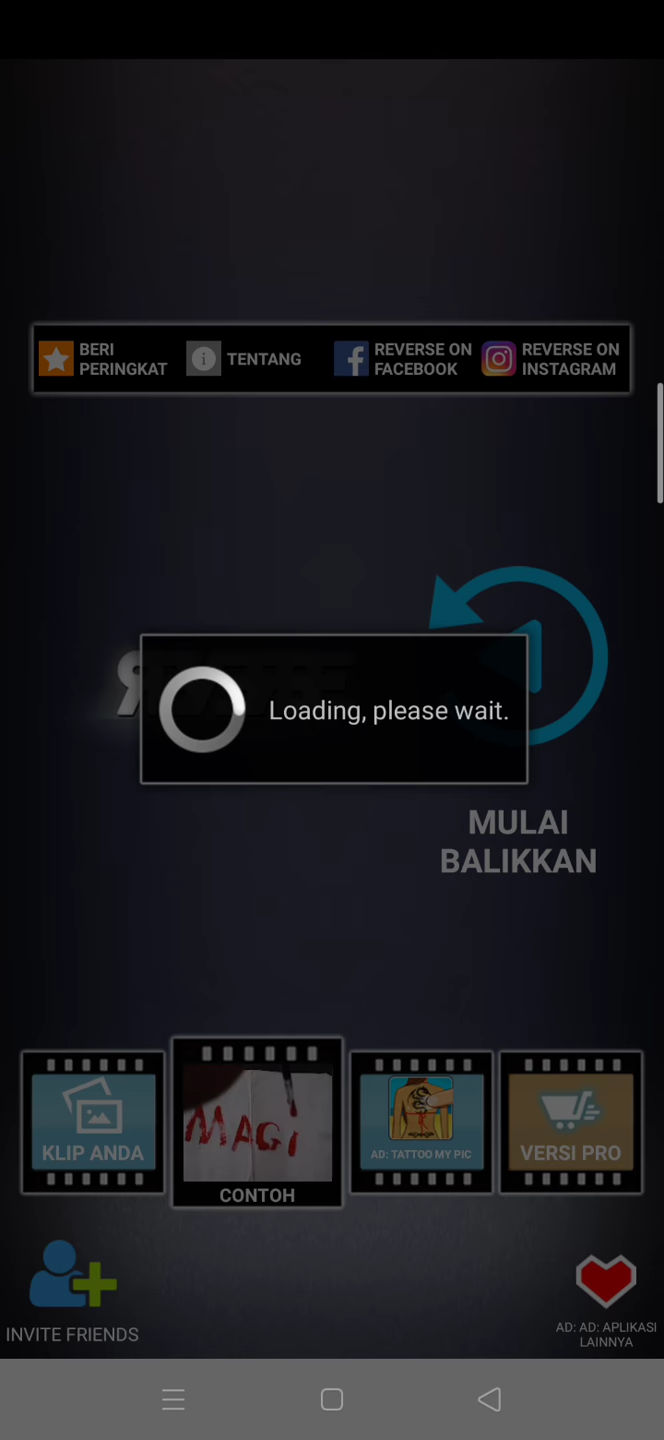 BERI
PERINGKAT
TENTANG
REVERSE ON
FACEBOOK
REVERSE ON
INSTAGRAM
Loading, please wait.
MULAI
BALIKKAN
KLIP ANDA
MAGi
CONTOH
AD: TATTOO MY PIC
VERSI PRO
INVITE FRIENDS
AD: AD: APLIKASI
LAINNYA